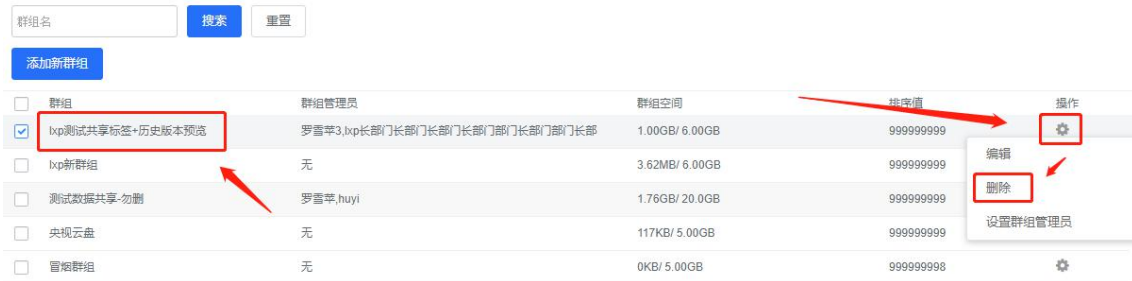 群组名 搜索 重置
添加新群组
群组 群组管理员 群组空间 排序值 操作
lxp测试共享标签+历史版本预览 罗雪苹3,lxp长部门长部门长部门长部门部门长部门部门长部 1.00GB/ 6.00GB 999999999
lxp新群组 无 3.62MB/ 6.00GB 999999999 编辑
测试数据共享-勿删 罗雪苹,huyi 1.76GB/ 20.0GB 999999999 删除
央视云盘 无 117KB/ 5.00GB 999999999 设置群组管理员
冒烟群组 无 0KB/ 5.00GB 999999998